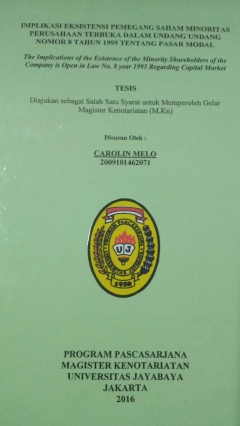 IMPLIKASI EKSISTENSI PEMEGANG SAHAM MINORITAS
PERUSAHAAN TERBUKA DALAM UNDANG UNDANG
NOMOR 8 TAHUN 1995 TENTANG PASAR MODAL
The Implications of the Existence of the Minority Shareholders of the
Company is Open in Law No. 8 year 1995 Regarding Capital Market
TESIS
Diajukan sebagai Salah Satu Syarat untuk Memperoleh Gelar
Magister Kenotariatan (M.Kn)
Disusun Oleh :
CAROLIN MELO
2009101462071
UJ
1958
PROGRAM PASCASARJANA
MAGISTER KENOTARIATAN
UNIVERSITAS JAYABAYA
JAKARTA
2016